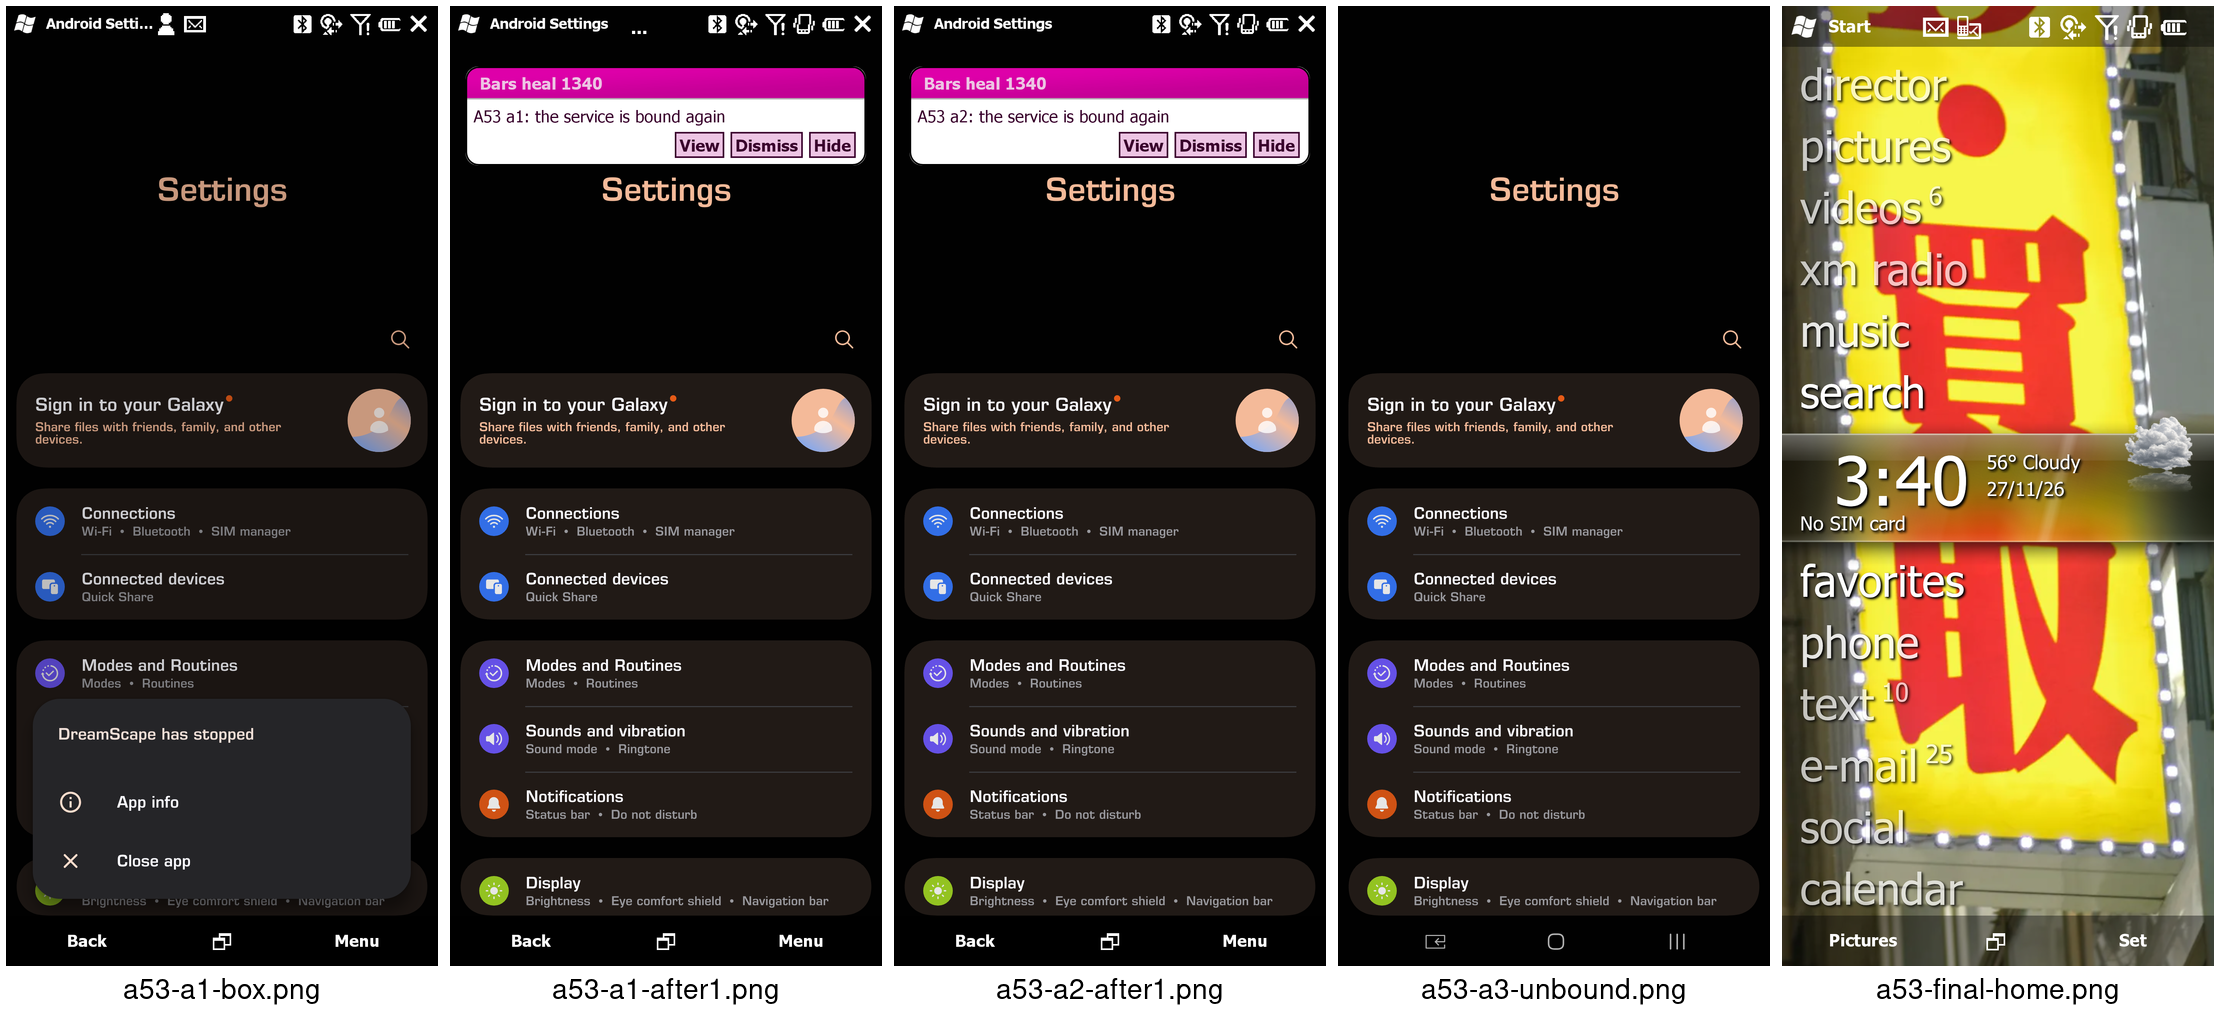 Android Setti...
Settings
Sign in to your Galaxy
Share files with friends, family, and other
devices.
Connections
Wi-Fi • Bluetooth • SIM manager
Connected devices
Quick Share
Modes and Routines
Modes • Routines
DreamScape has stopped
App info
Close app
Brightness • Eye comfort shield • Navigation bar
Back
Menu
a53-a1-box.png
Android Settings
...
Bars heal 1340
A53 a1: the service is bound again
View
Dismiss
Hide
Settings
Sign in to your Galaxy
Share files with friends, family, and other
devices.
Connections
Wi-Fi • Bluetooth • SIM manager
Connected devices
Quick Share
Modes and Routines
Modes • Routines
Sounds and vibration
Sound mode • Ringtone
Notifications
Status bar • Do not disturb
Display
Brightness • Eye comfort shield • Navigation bar
Back
Menu
a53-a1-after1.png
Android Settings
Bars heal 1340
A53 a2: the service is bound again
View
Dismiss
Hide
Settings
Sign in to your Galaxy
Share files with friends, family, and other
devices.
Connections
Wi-Fi • Bluetooth • SIM manager
Connected devices
Quick Share
Modes and Routines
Modes • Routines
Sounds and vibration
Sound mode • Ringtone
Notifications
Status bar • Do not disturb
Display
Brightness • Eye comfort shield • Navigation bar
Back
Menu
a53-a2-after1.png
Settings
Sign in to your Galaxy
Share files with friends, family, and other
devices.
Connections
Wi-Fi • Bluetooth • SIM manager
Connected devices
Quick Share
Modes and Routines
Modes • Routines
Sounds and vibration
Sound mode • Ringtone
Notifications
Status bar • Do not disturb
Display
Brightness • Eye comfort shield • Navigation bar
a53-a3-unbound.png
Start
director
pictures
videos 6
xm radio
music
search
3:40
56° Cloudy
27/11/26
No SIM card
favorites
phone
text 10
e-mail 25
social
calendar
Pictures
Set
a53-final-home.png